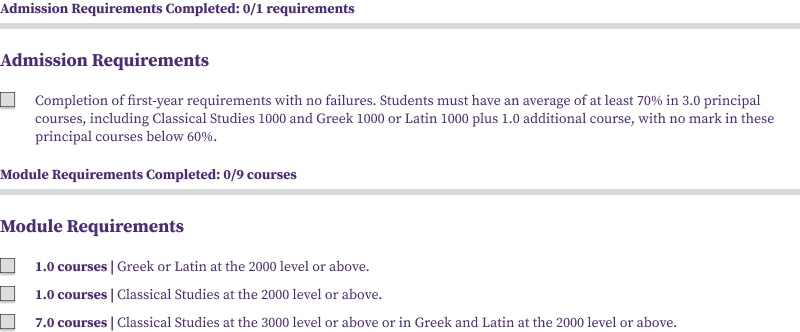 Admission Requirements Completed: 0/1 requirements
Admission Requirements
Completion of first-year requirements with no failures. Students must have an average of at least 70% in 3.0 principal
courses, including Classical Studies 1000 and Greek 1000 or Latin 1000 plus 1.0 additional course, with no mark in these
principal courses below 60%.
Module Requirements Completed: 0/9 courses
Module Requirements
1.0 courses | Greek or Latin at the 2000 level or above.
1.0 courses | Classical Studies at the 2000 level or above.
7.0 courses | Classical Studies at the 3000 level or above or in Greek and Latin at the 2000 level or above.